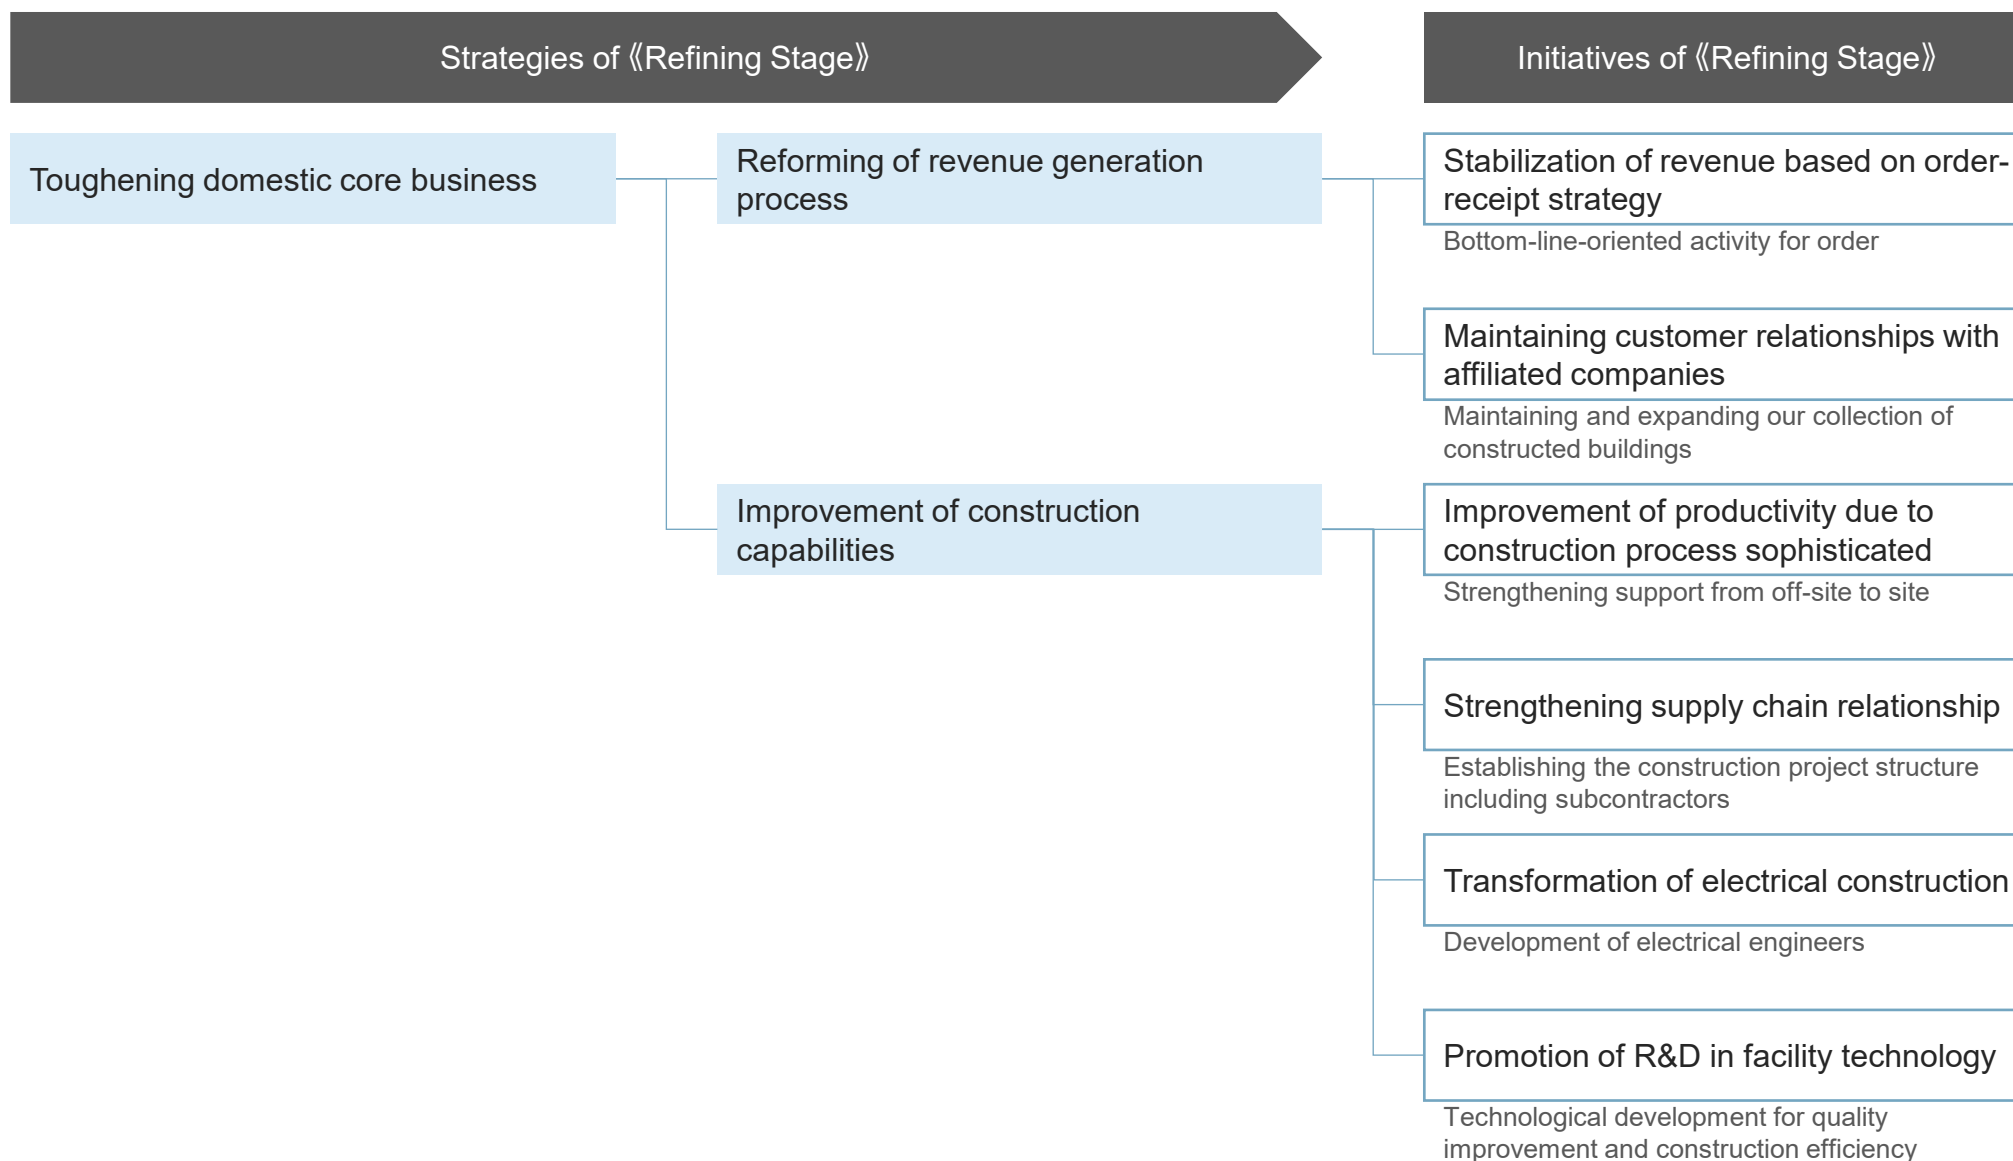 Strategies of 《Refining Stage》
Initiatives of 《Refining Stage》
Toughening domestic core business
Reforming of revenue generation
process
Stabilization of revenue based on order-
receipt strategy
Bottom-line-oriented activity for order
Maintaining customer relationships with
affiliated companies
Maintaining and expanding our collection of
constructed buildings
Improvement of construction
capabilities
Improvement of productivity due to
construction process sophisticated
Strengthening support from off-site to site
Strengthening supply chain relationship
Establishing the construction project structure
including subcontractors
Transformation of electrical construction
Development of electrical engineers
Promotion of R&D in facility technology
Technological development for quality
improvement and construction efficiency